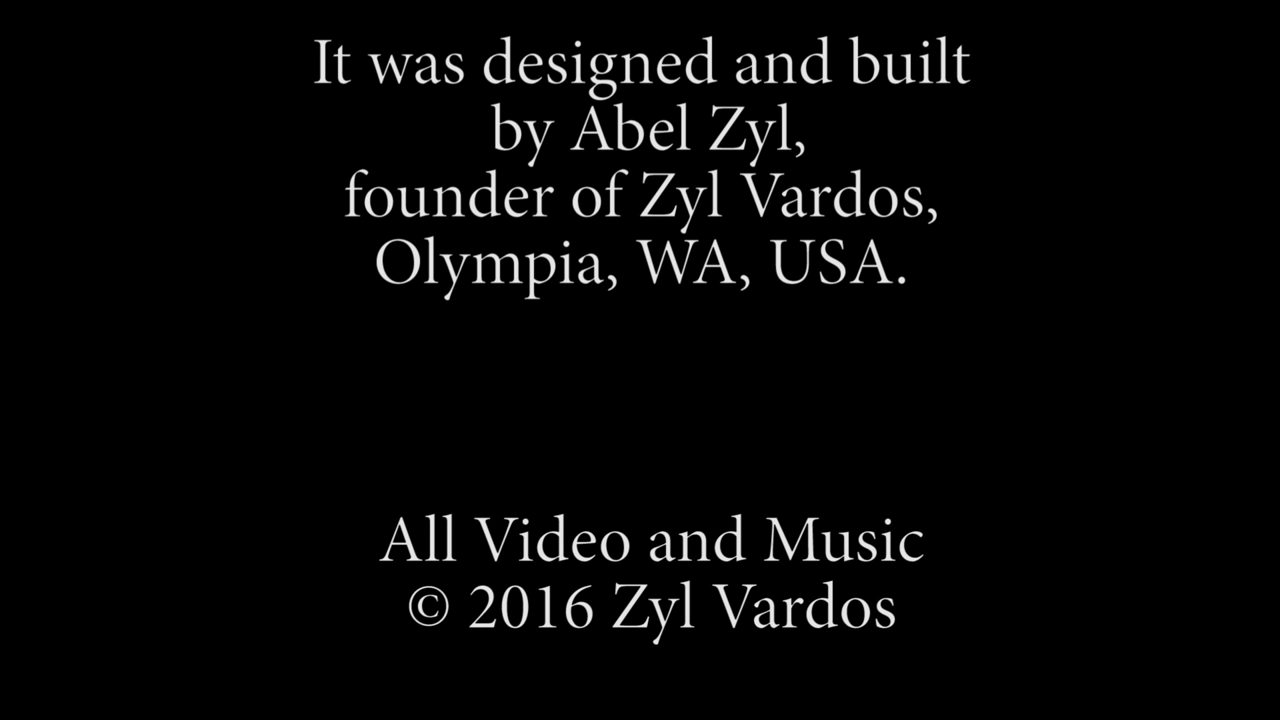 It was designed and built
by Abel Zyl,
founder of Zyl Vardos,
Olympia, WA, USA.
All Video and Music
© 2016 Zyl Vardos